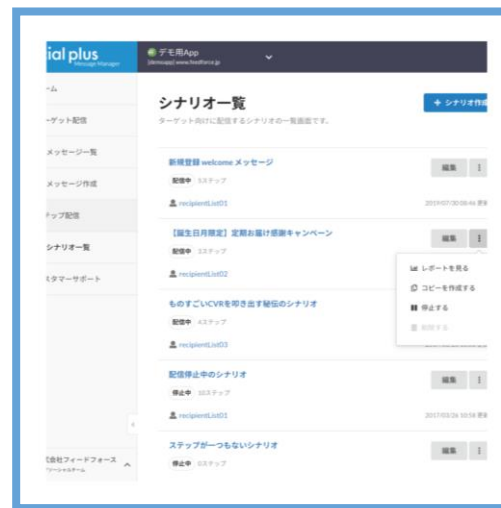 ial plus
Message Manager
デモ用App
[demoapp] www.feedforce.jp
ーム
ーゲット配信
メッセージ一覧
メッセージ作成
テップ配信
シナリオ一覧
スタマーサポート
式会社フィードフォース
シナリオ一覧
+ シナリオ作成
ターゲット向けに配信するシナリオの一覧画面です。
新規登録 welcome メッセージ
編集
配信中 5ステップ
recipientList01
2019/07/30 08:46 更新
【誕生日月限定】定期お届け感謝キャンペーン
編集
配信中 3ステップ
recipientList02
レポートを見る
コピーを作成する
停止する
削除する
ものすごいCVRを叩き出す秘伝のシナリオ
配信中 4ステップ
recipientList03
配信停止中のシナリオ
編集
停止中 10ステップ
recipientList01
2017/03/26 10:58 更新
ステップが一つもないシナリオ
編集
停止中 0ステップ